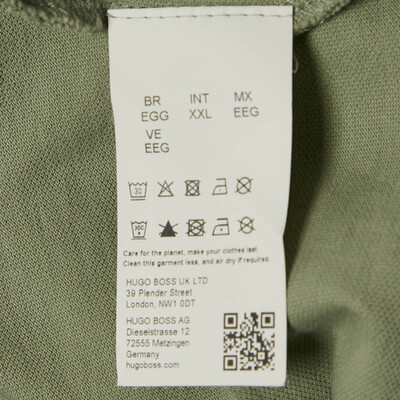 BR INT MX
EGG XXL EEG
VE
EEG
30
30C
Care for the planet, make your clothes last.
Clean this garment less, and air dry if required.
HUGO BOSS UK LTD
39 Plender Street
London, NW1 0DT
HUGO BOSS AG
Dieselstrasse 12
72555 Metzingen
Germany
hugoboss.com